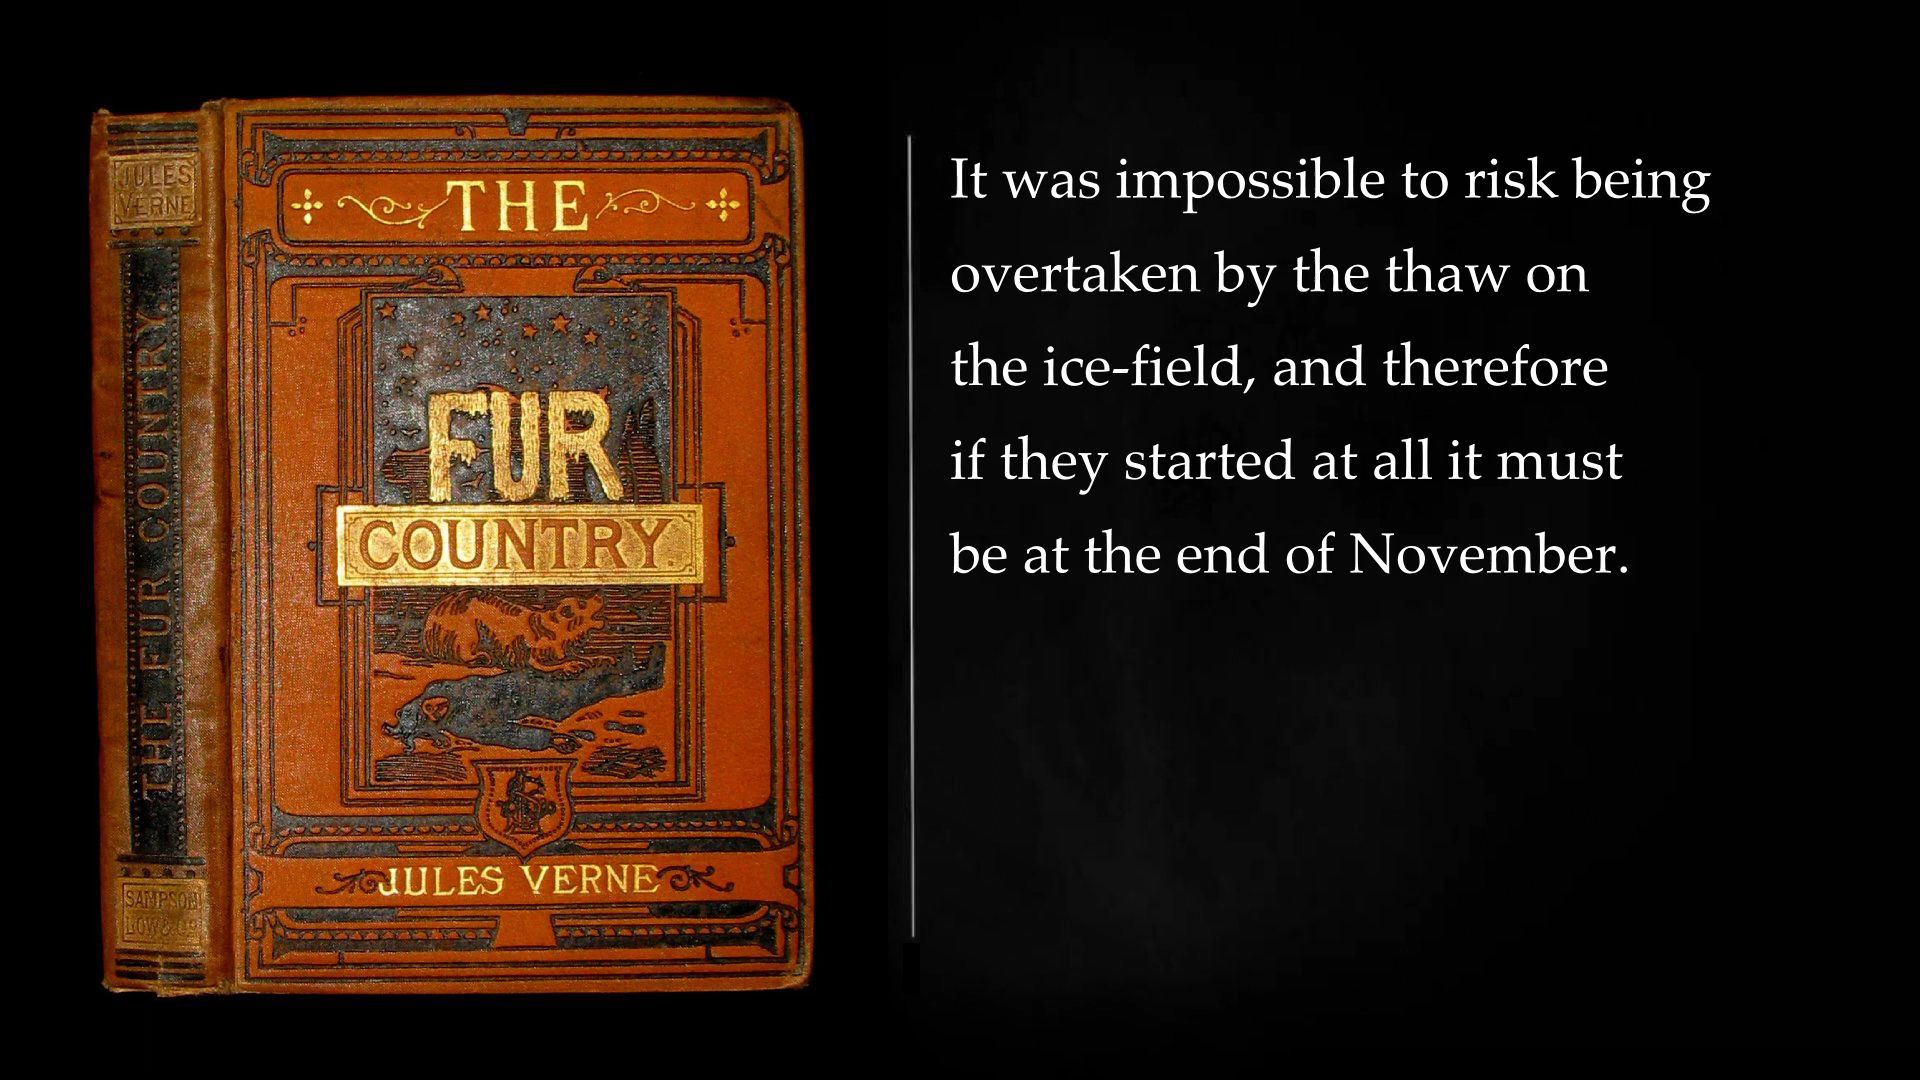 JULES
VERNE
THE FUR COUNTRY.
SAMPSON
LOW & Co
THE
FUR
COUNTRY.
JULES VERNE
It was impossible to risk being
overtaken by the thaw on
the ice-field, and therefore
if they started at all it must
be at the end of November.